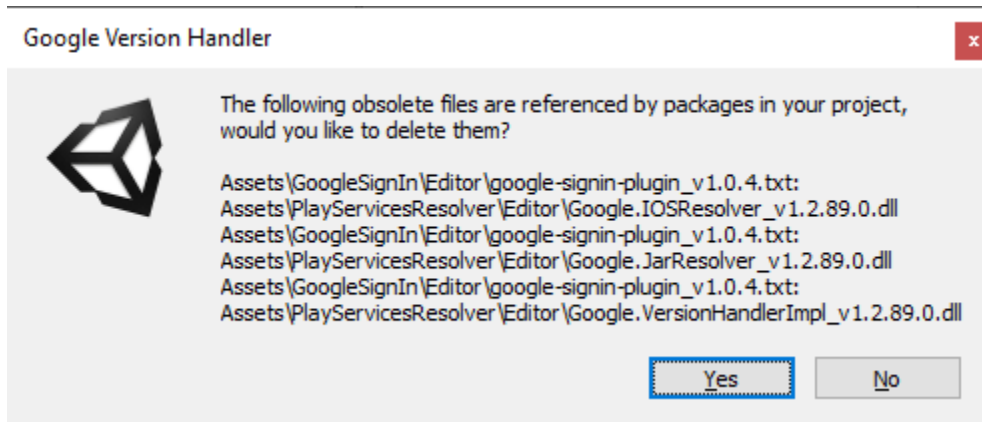 Google Version Handler
x
The following obsolete files are referenced by packages in your project,
would you like to delete them?
Assets\GoogleSignIn\Editor\google-signin-plugin_v1.0.4.txt:
Assets\PlayServicesResolver\Editor\Google.IOSResolver_v1.2.89.0.dll
Assets\GoogleSignIn\Editor\google-signin-plugin_v1.0.4.txt:
Assets\PlayServicesResolver\Editor\Google.JarResolver_v1.2.89.0.dll
Assets\GoogleSignIn\Editor\google-signin-plugin_v1.0.4.txt:
Assets\PlayServicesResolver\Editor\Google.VersionHandlerImpl_v1.2.89.0.dll
Yes No